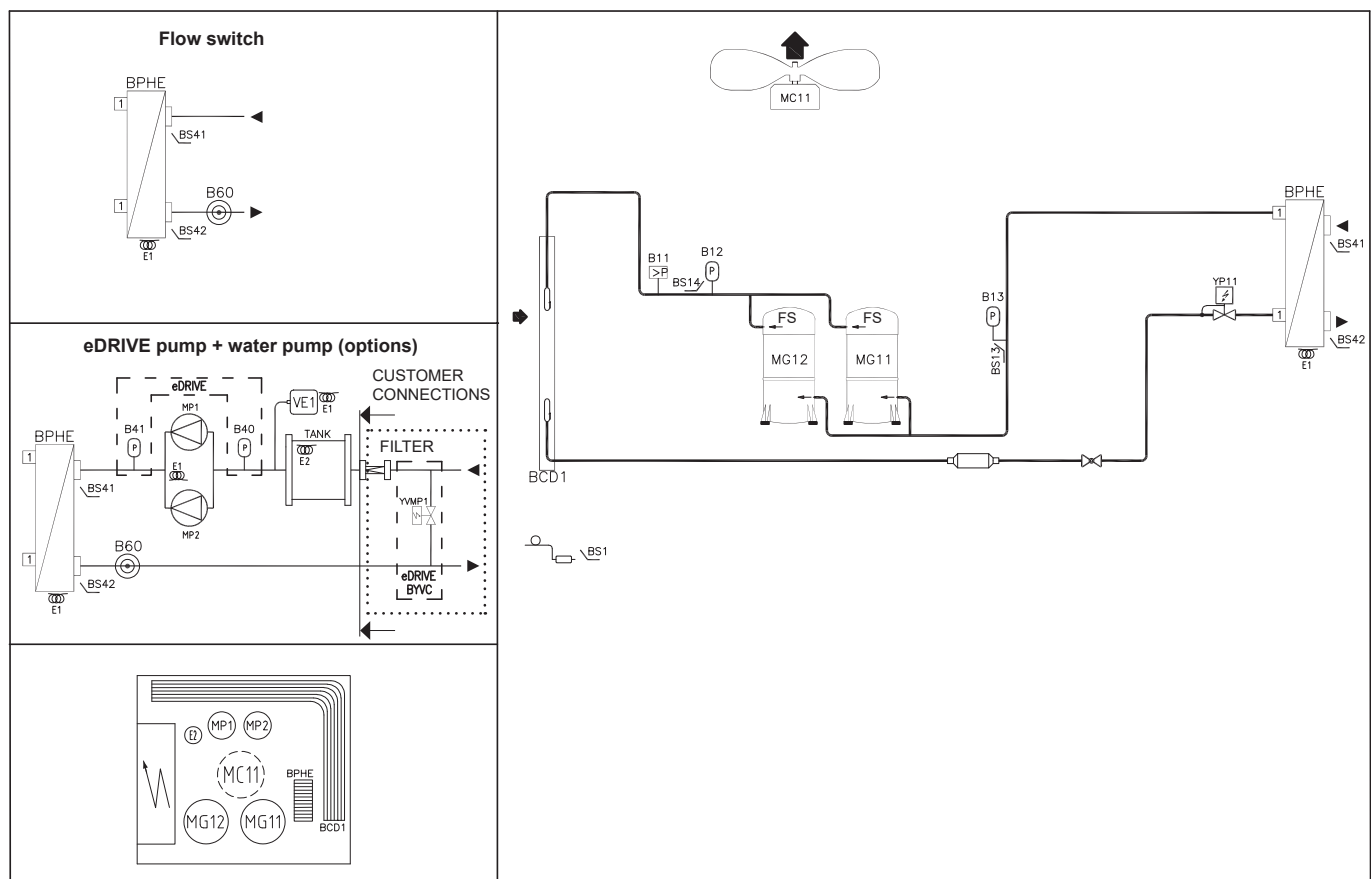 Flow switch
BPHE
1
BS41
B60
1
BS42
E1
eDRIVE pump + water pump (options)
eDRIVE
CUSTOMER
CONNECTIONS
MP1
VE1
E1
BPHE
B41
P
B40
P
TANK
E2
FILTER
1
E1
BS41
YVMP1
MP2
B60
1
BS42
eDRIVE
BYVC
E1
MP1
MP2
E2
MC11
BPHE
MG12
MG11
BCD1
MC11
BPHE
1
BS41
B11
>P
B12
P
BS14
YP11
B13
P
FS
FS
1
BS42
MG12
MG11
BS13
E1
BCD1
BS1